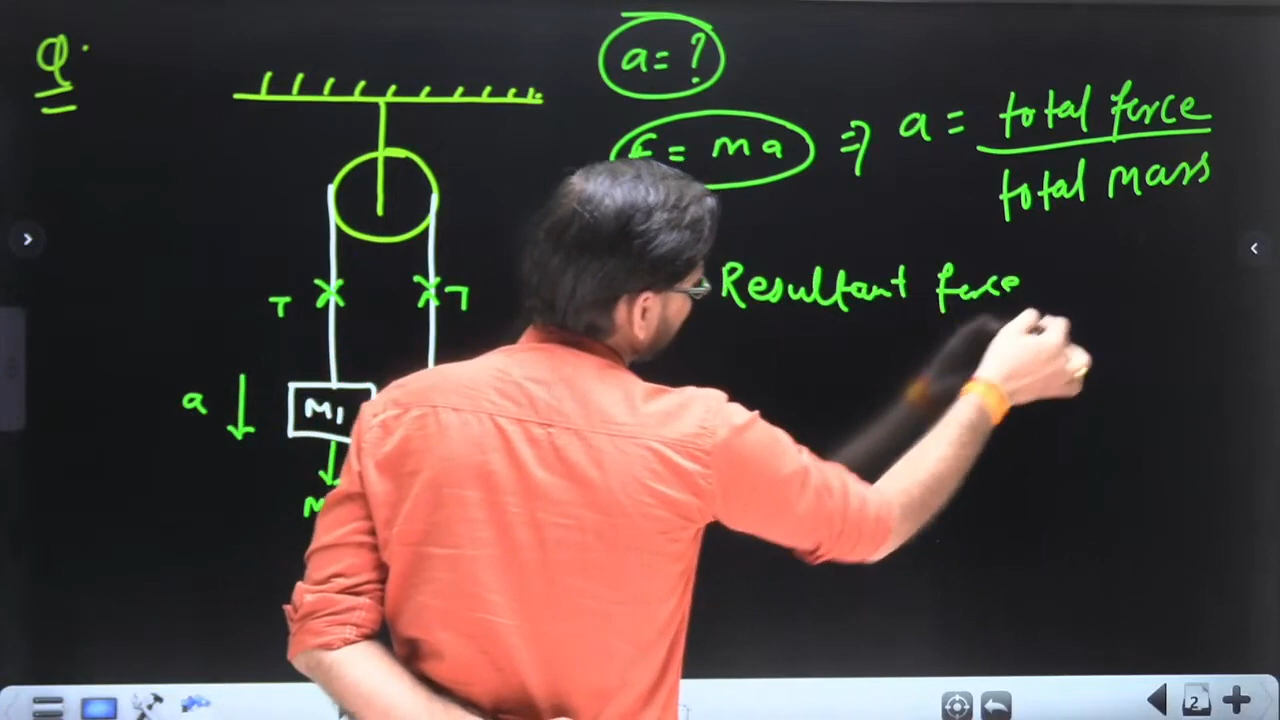 Q.
a = ?
F = ma ⇒ a = total force / total mass
Resultant force
T T
a
M1